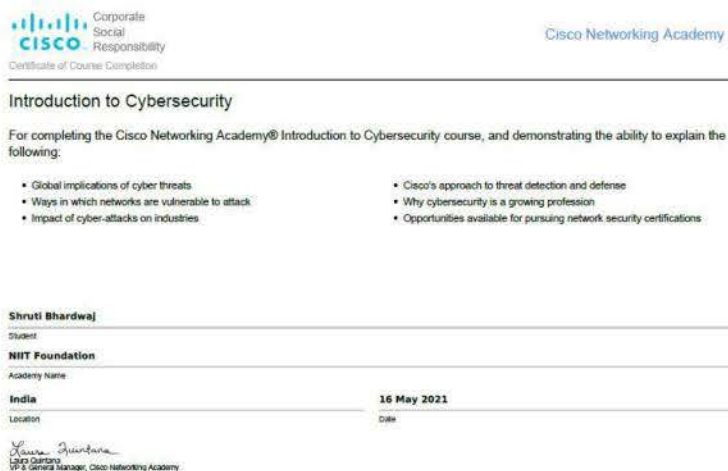 CISCO
Corporate
Social
Responsibility
Cisco Networking Academy
Certificate of Course Completion
Introduction to Cybersecurity
For completing the Cisco Networking Academy® Introduction to Cybersecurity course, and demonstrating the ability to explain the
following:
• Global implications of cyber threats
• Ways in which networks are vulnerable to attack
• Impact of cyber-attacks on industries
• Cisco's approach to threat detection and defense
• Why cybersecurity is a growing profession
• Opportunities available for pursuing network security certifications
Shruti Bhardwaj
Student
NIIT Foundation
Academy Name
India
Location
16 May 2021
Date
Laura Quintana
Laura Quintana
VP & General Manager, Cisco Networking Academy